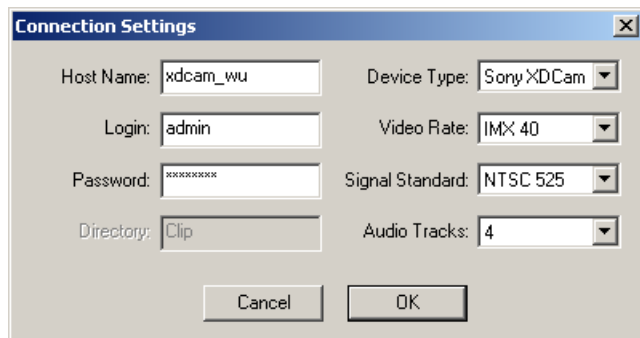 Connection Settings
Host Name: xdcam_wu
Device Type: Sony XDCam
Login: admin
Video Rate: IMX 40
Password: xxxxxxxx
Signal Standard: NTSC 525
Directory: Clip
Audio Tracks: 4
Cancel
OK